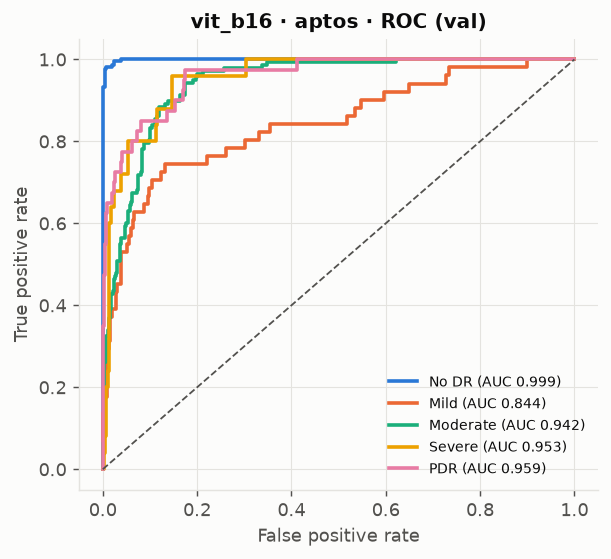 vit_b16 · aptos · ROC (val)
1.0
0.8
0.6
0.4
0.2
0.0
True positive rate
No DR (AUC 0.999)
Mild (AUC 0.844)
Moderate (AUC 0.942)
Severe (AUC 0.953)
PDR (AUC 0.959)
0.0 0.2 0.4 0.6 0.8 1.0
False positive rate